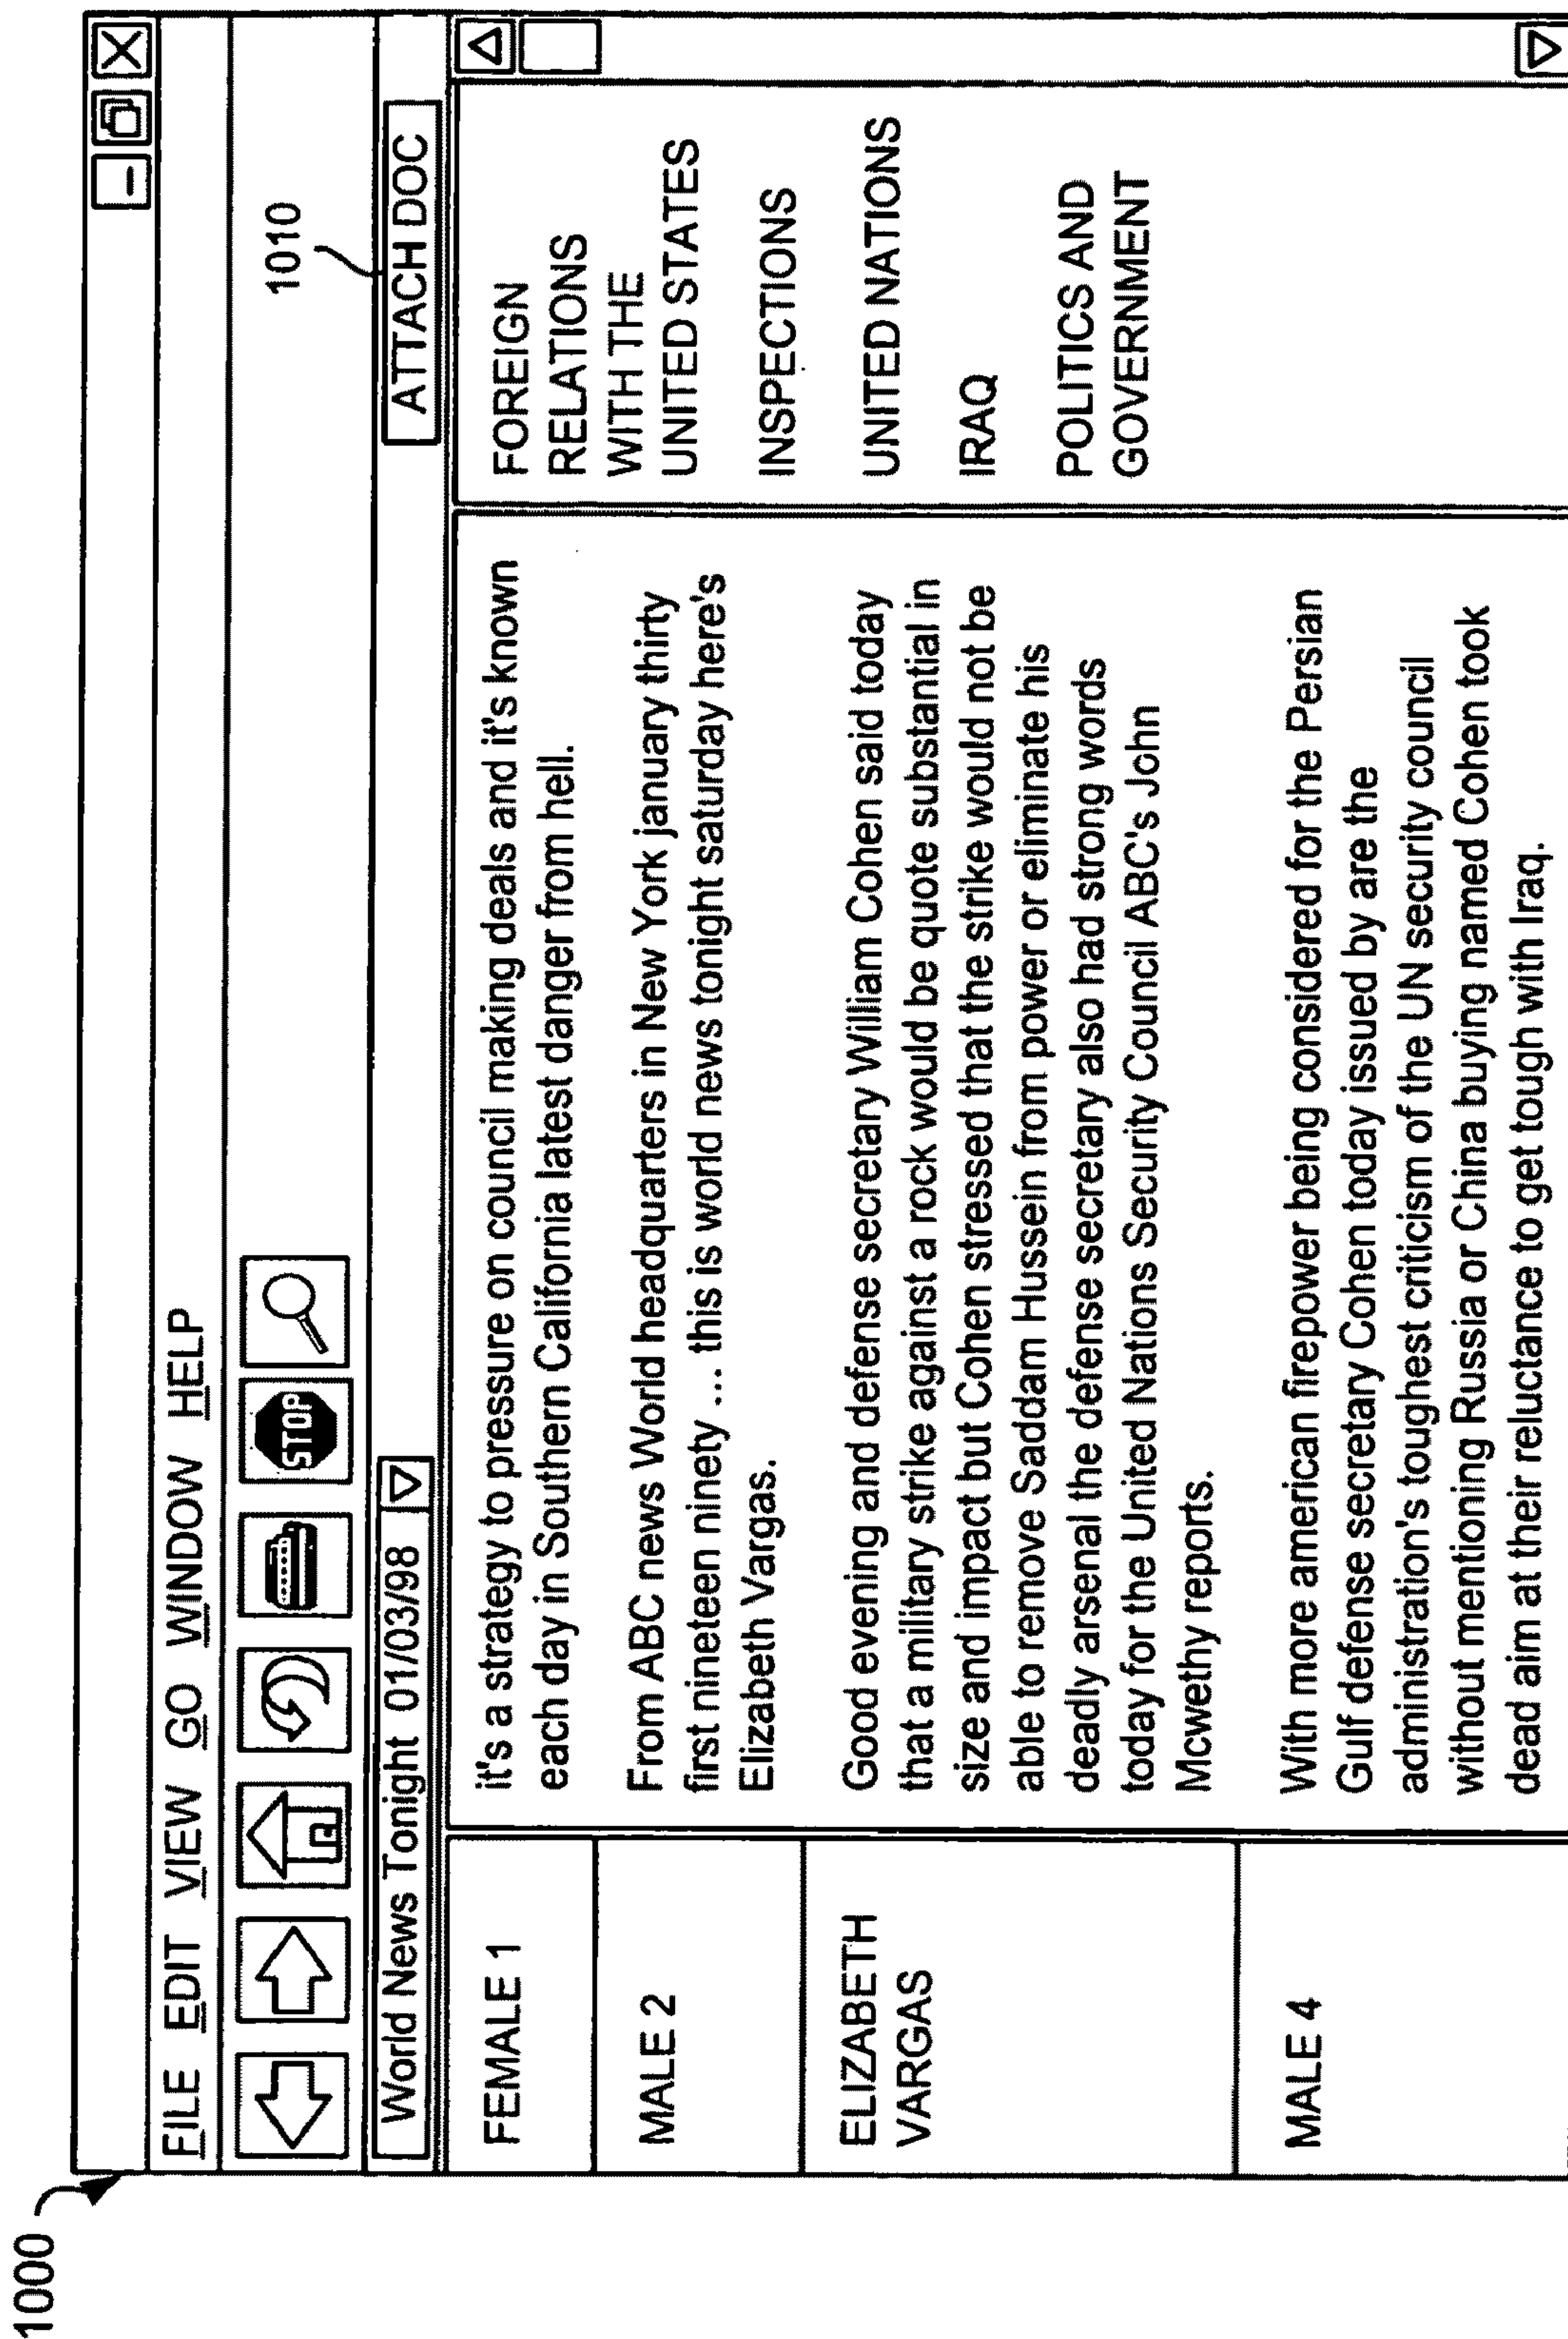 1000
FILE EDIT VIEW GO WINDOW HELP
STOP
1010
World News Tonight 01/03/98
ATTACH DOC
FEMALE 1
it's a strategy to pressure on council making deals and it's known
each day in Southern California latest danger from hell.
MALE 2
From ABC news World headquarters in New York january thirty
first nineteen ninety ... this is world news tonight saturday here's
Elizabeth Vargas.
ELIZABETH
VARGAS
Good evening and defense secretary William Cohen said today
that a military strike against a rock would be quote substantial in
size and impact but Cohen stressed that the strike would not be
able to remove Saddam Hussein from power or eliminate his
deadly arsenal the defense secretary also had strong words
today for the United Nations Security Council ABC's John
Mcwethy reports.
MALE 4
With more american firepower being considered for the Persian
Gulf defense secretary Cohen today issued by are the
administration's toughest criticism of the UN security council
without mentioning Russia or China buying named Cohen took
dead aim at their reluctance to get tough with Iraq.
FOREIGN
RELATIONS
WITH THE
UNITED STATES
INSPECTIONS
UNITED NATIONS
IRAQ
POLITICS AND
GOVERNMENT